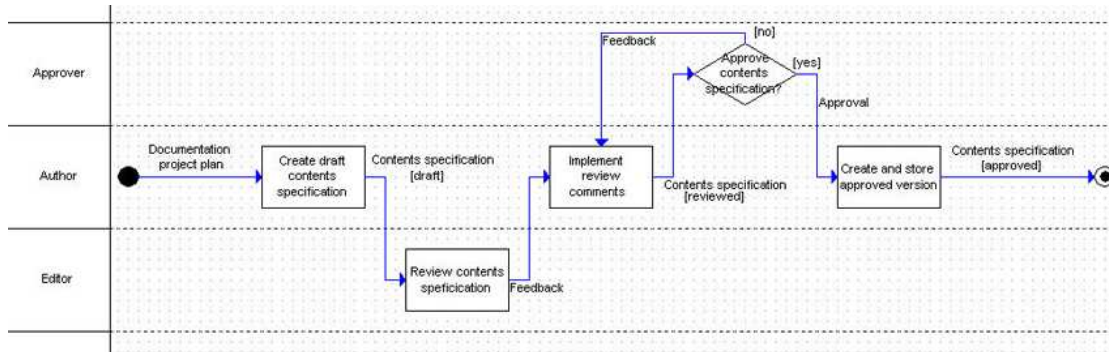 [no]
Feedback
Approver
Approve
contents
specification?
[yes]
Approval
Author
Documentation
project plan
Create draft
contents
specification
Contents specification
[draft]
Implement
review
comments
Contents specification
[reviewed]
Create and store
approved version
Contents specification
[approved]
Editor
Review contents
speficication
Feedback